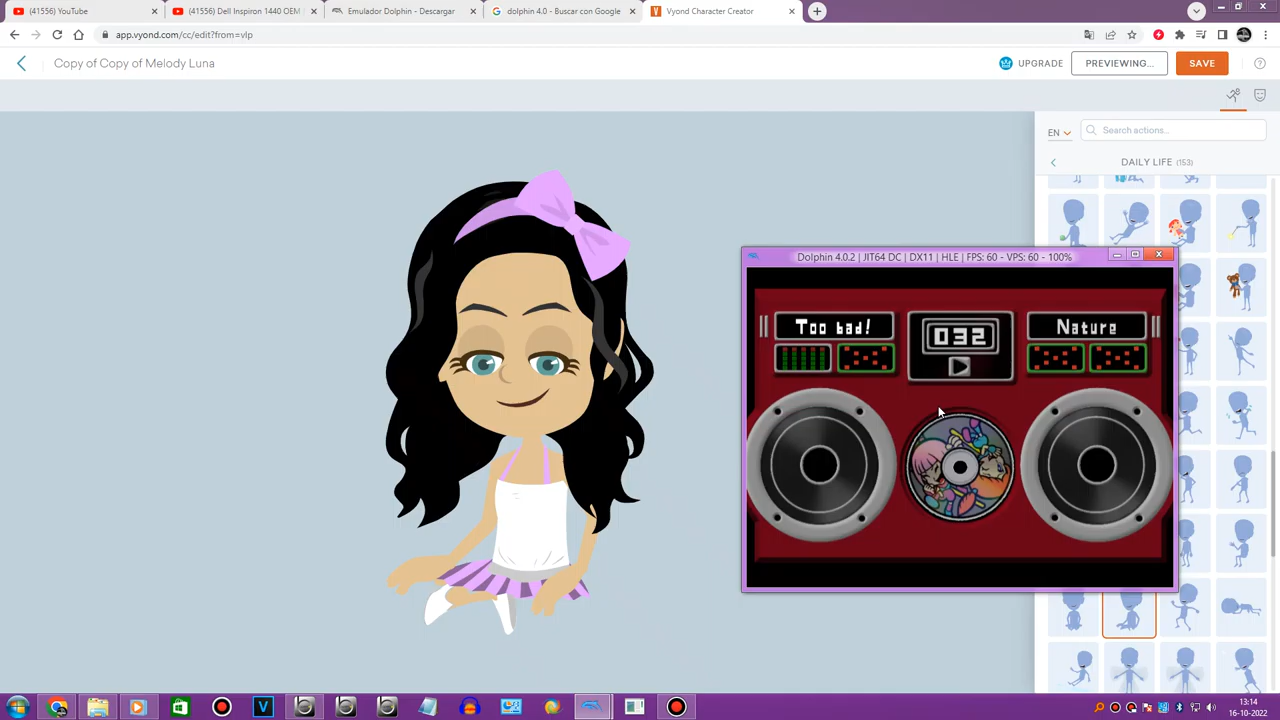 (41556) YouTube
(41556) Dell Inspiron 1440 OEM
Emulador Dolphin - Descargar
dolphin 4.0 - Buscar con Google
Vyond Character Creator
app.vyond.com/cc/edit?from=vlp
Copy of Copy of Melody Luna
UPGRADE
PREVIEWING...
SAVE
EN
Search actions...
DAILY LIFE (153)
Dolphin 4.0.2 | JIT64 DC | DX11 | HLE | FPS: 60 - VPS: 60 - 100%
Too bad!
032
Nature
13:14
16-10-2022